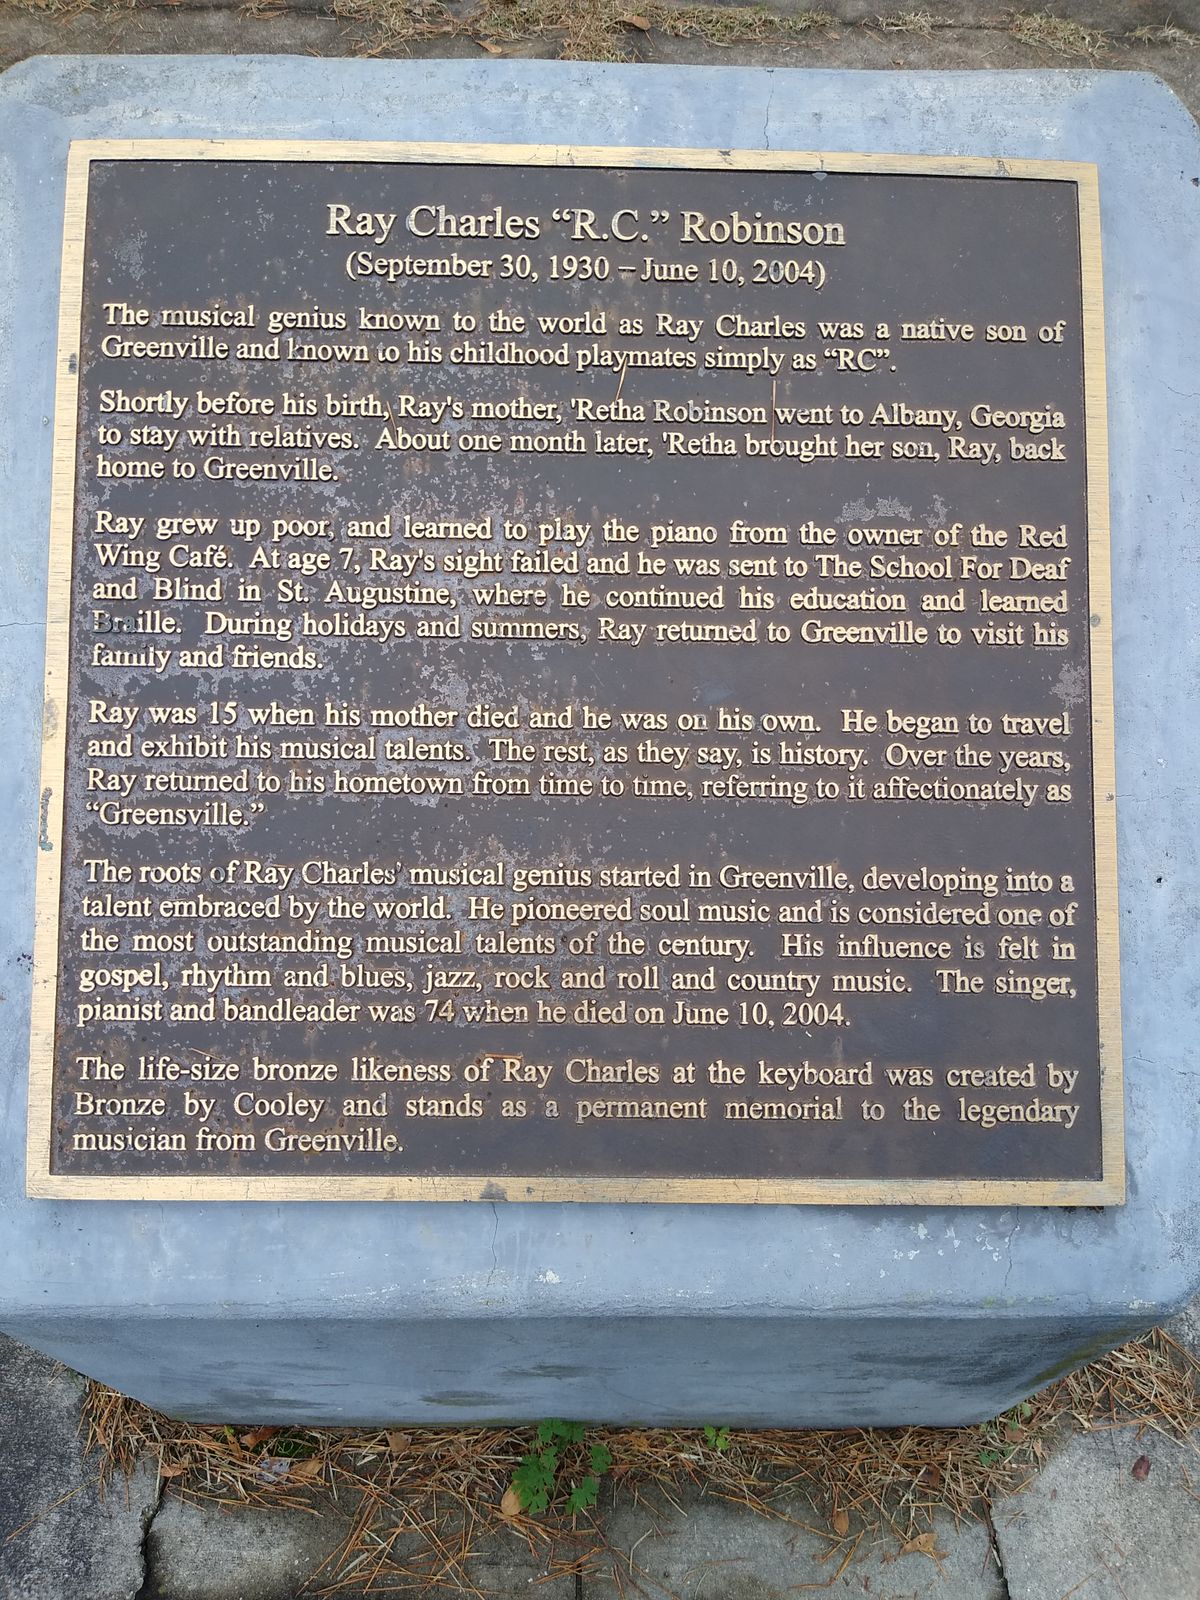 Ray Charles “R.C.” Robinson
(September 30, 1930 – June 10, 2004)
The musical genius known to the world as Ray Charles was a native son of
Greenville and known to his childhood playmates simply as “RC”.
Shortly before his birth, Ray's mother, 'Retha Robinson went to Albany, Georgia
to stay with relatives. About one month later, 'Retha brought her son, Ray, back
home to Greenville.
Ray grew up poor, and learned to play the piano from the owner of the Red
Wing Café. At age 7, Ray's sight failed and he was sent to The School For Deaf
and Blind in St. Augustine, where he continued his education and learned
Braille. During holidays and summers, Ray returned to Greenville to visit his
family and friends.
Ray was 15 when his mother died and he was on his own. He began to travel
and exhibit his musical talents. The rest, as they say, is history. Over the years,
Ray returned to his hometown from time to time, referring to it affectionately as
“Greensville.”
The roots of Ray Charles' musical genius started in Greenville, developing into a
talent embraced by the world. He pioneered soul music and is considered one of
the most outstanding musical talents of the century. His influence is felt in
gospel, rhythm and blues, jazz, rock and roll and country music. The singer,
pianist and bandleader was 74 when he died on June 10, 2004.
The life-size bronze likeness of Ray Charles at the keyboard was created by
Bronze by Cooley and stands as a permanent memorial to the legendary
musician from Greenville.